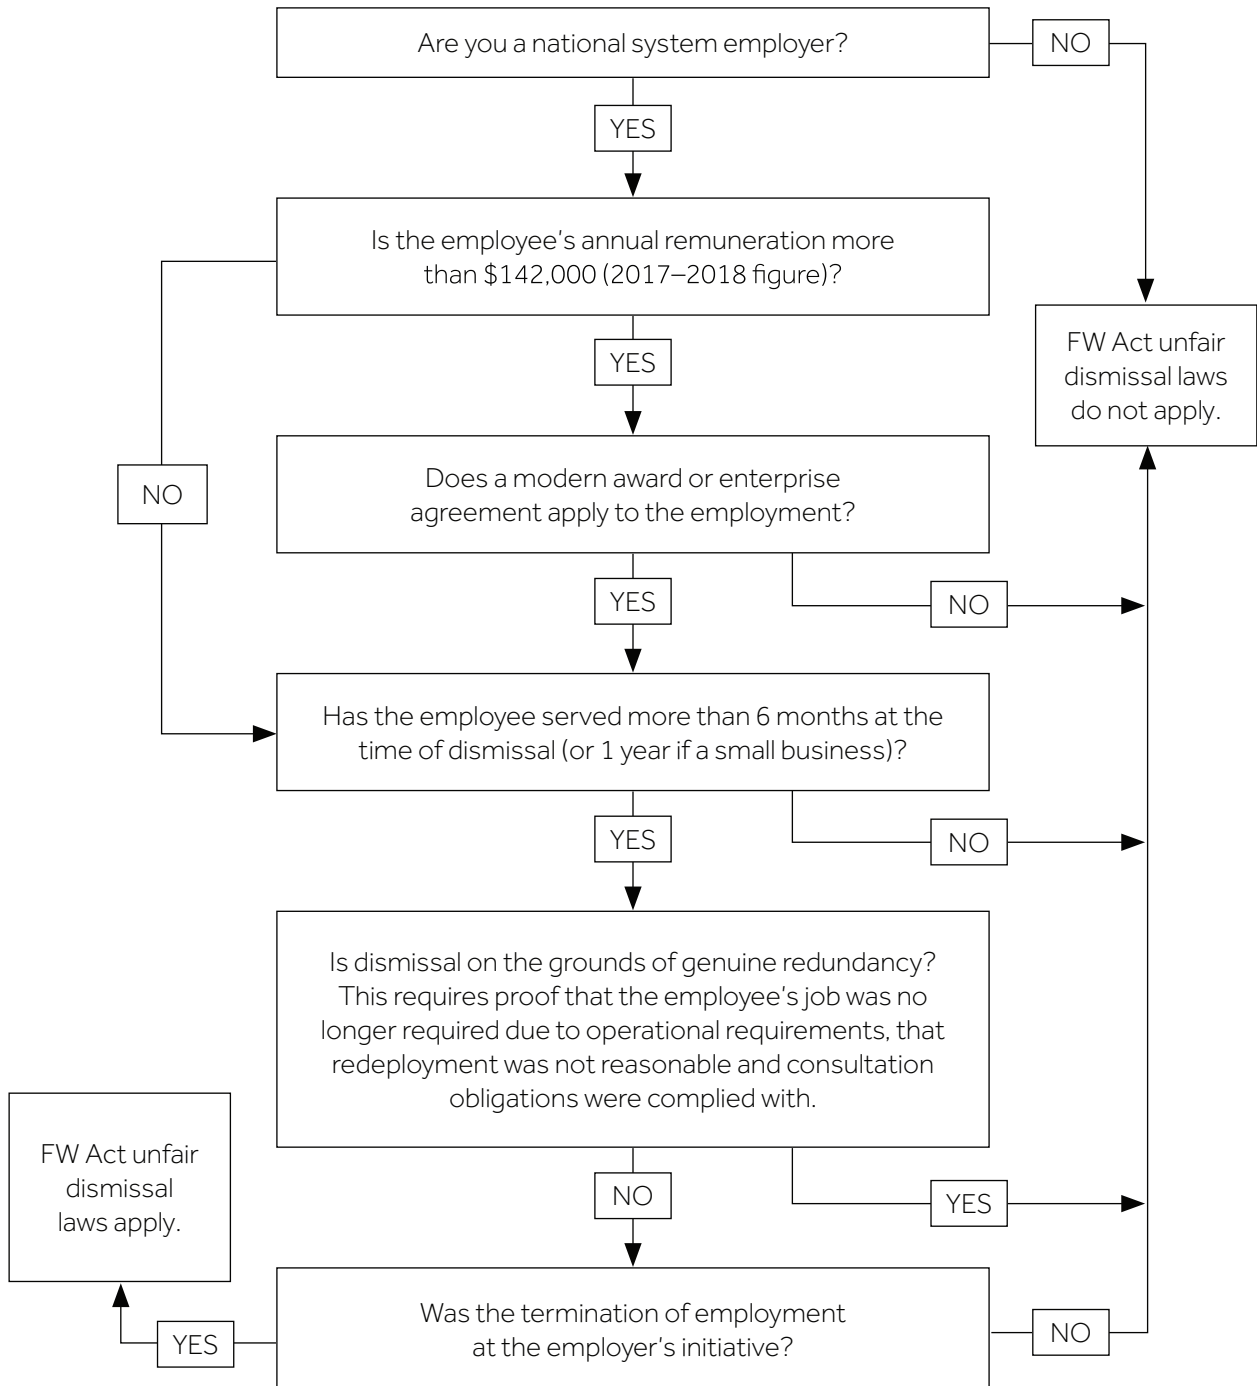 Are you a national system employer?
NO
YES
Is the employee's annual remuneration more
than $142,000 (2017–2018 figure)?
YES
FW Act unfair
dismissal laws
do not apply.
NO
Does a modern award or enterprise
agreement apply to the employment?
YES
NO
Has the employee served more than 6 months at the
time of dismissal (or 1 year if a small business)?
YES
NO
Is dismissal on the grounds of genuine redundancy?
This requires proof that the employee's job was no
longer required due to operational requirements, that
redeployment was not reasonable and consultation
obligations were complied with.
FW Act unfair
dismissal
laws apply.
NO
YES
Was the termination of employment
at the employer's initiative?
YES
NO